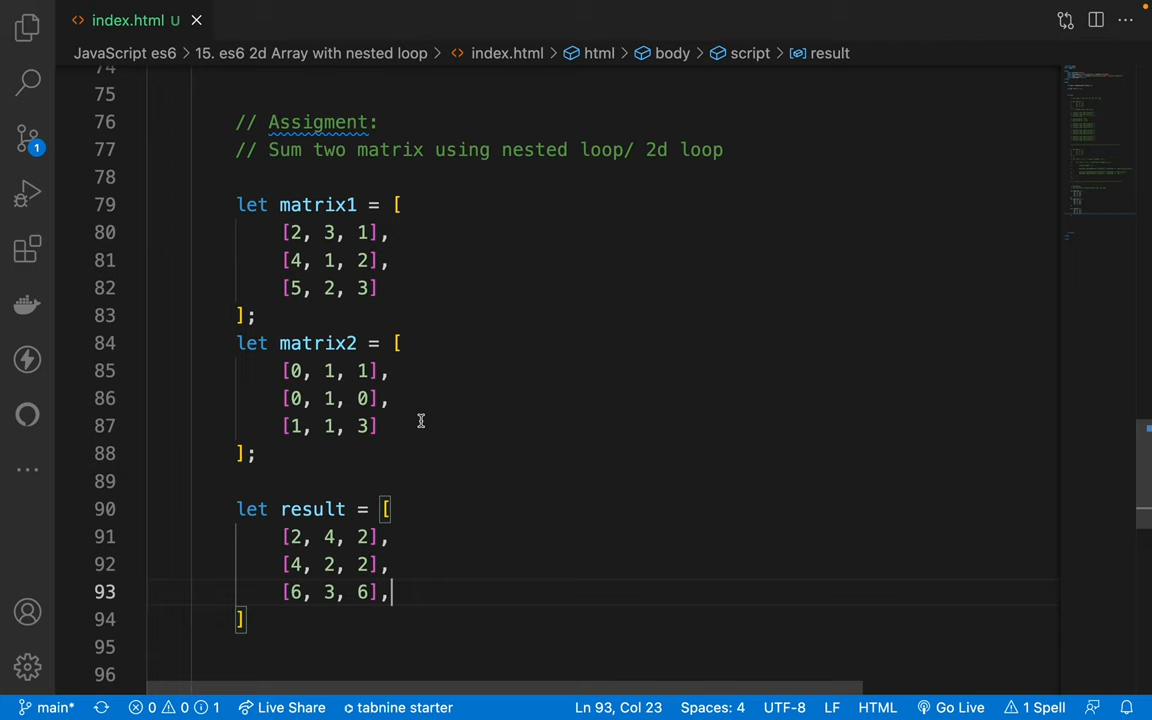 index.html U
JavaScript es6 > 15. es6 2d Array with nested loop > index.html > html > body > script > result
74
75
76 // Assigment:
77 // Sum two matrix using nested loop/ 2d loop
78
79 let matrix1 = [
80 [2, 3, 1],
81 [4, 1, 2],
82 [5, 2, 3]
83 ];
84 let matrix2 = [
85 [0, 1, 1],
86 [0, 1, 0],
87 [1, 1, 3]
88 ];
89
90 let result = [
91 [2, 4, 2],
92 [4, 2, 2],
93 [6, 3, 6],
94 ]
95
96
1
main* 0 0 1 Live Share tabnine starter Ln 93, Col 23 Spaces: 4 UTF-8 LF HTML Go Live 1 Spell